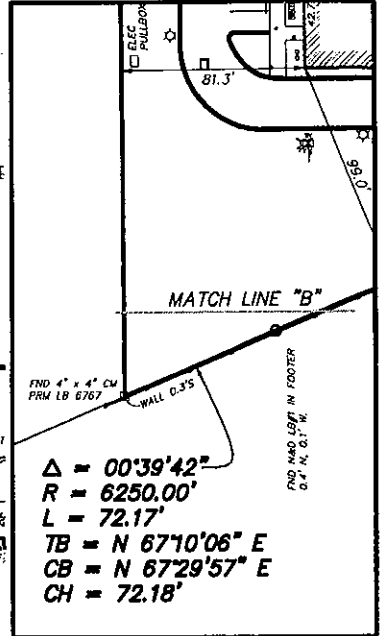 ELEC
PULLBOX
81.3'
99.0'
MATCH LINE "B"
FND 4" x 4" CM
PRM LB 6767
WALL 0.3'S
FND N&D LB#1 IN FOOTER
0.4' N, 0.1' W.
Δ = 00°39'42"
R = 6250.00'
L = 72.17'
TB = N 67°10'06" E
CB = N 67°29'57" E
CH = 72.18'